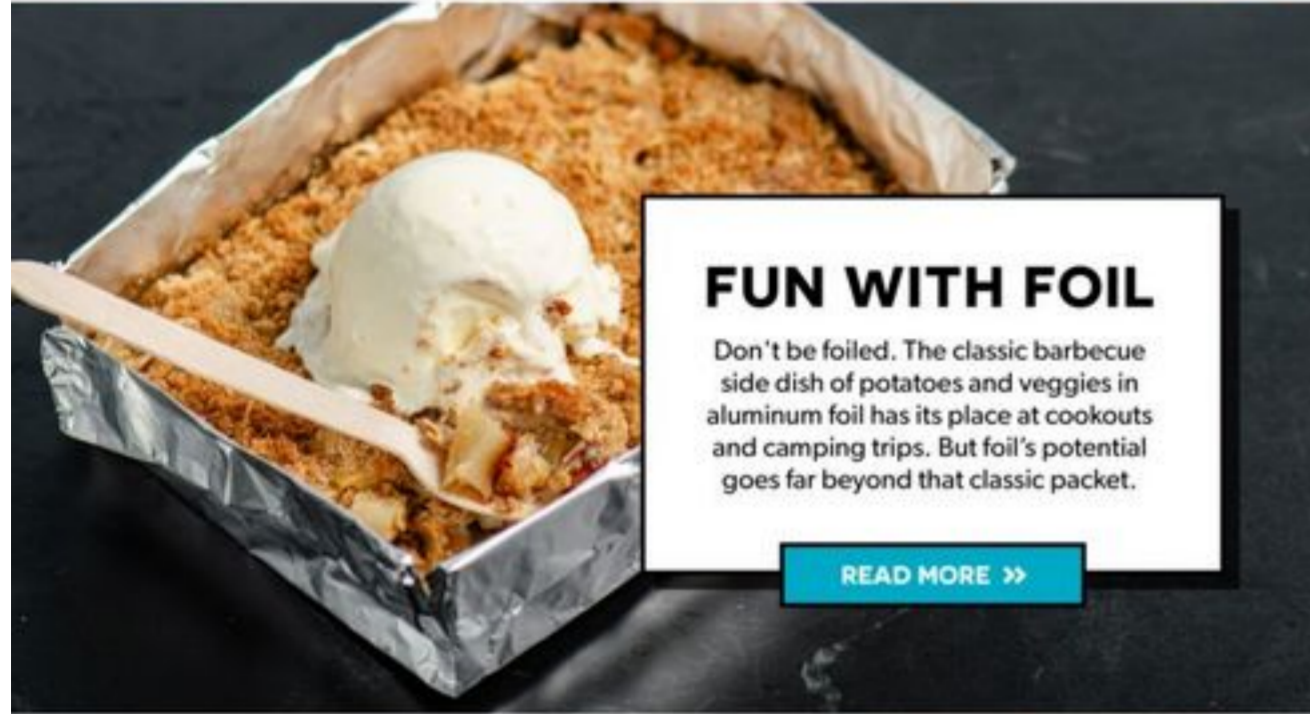 FUN WITH FOIL
Don't be foiled. The classic barbecue
side dish of potatoes and veggies in
aluminum foil has its place at cookouts
and camping trips. But foil's potential
goes far beyond that classic packet.
READ MORE »